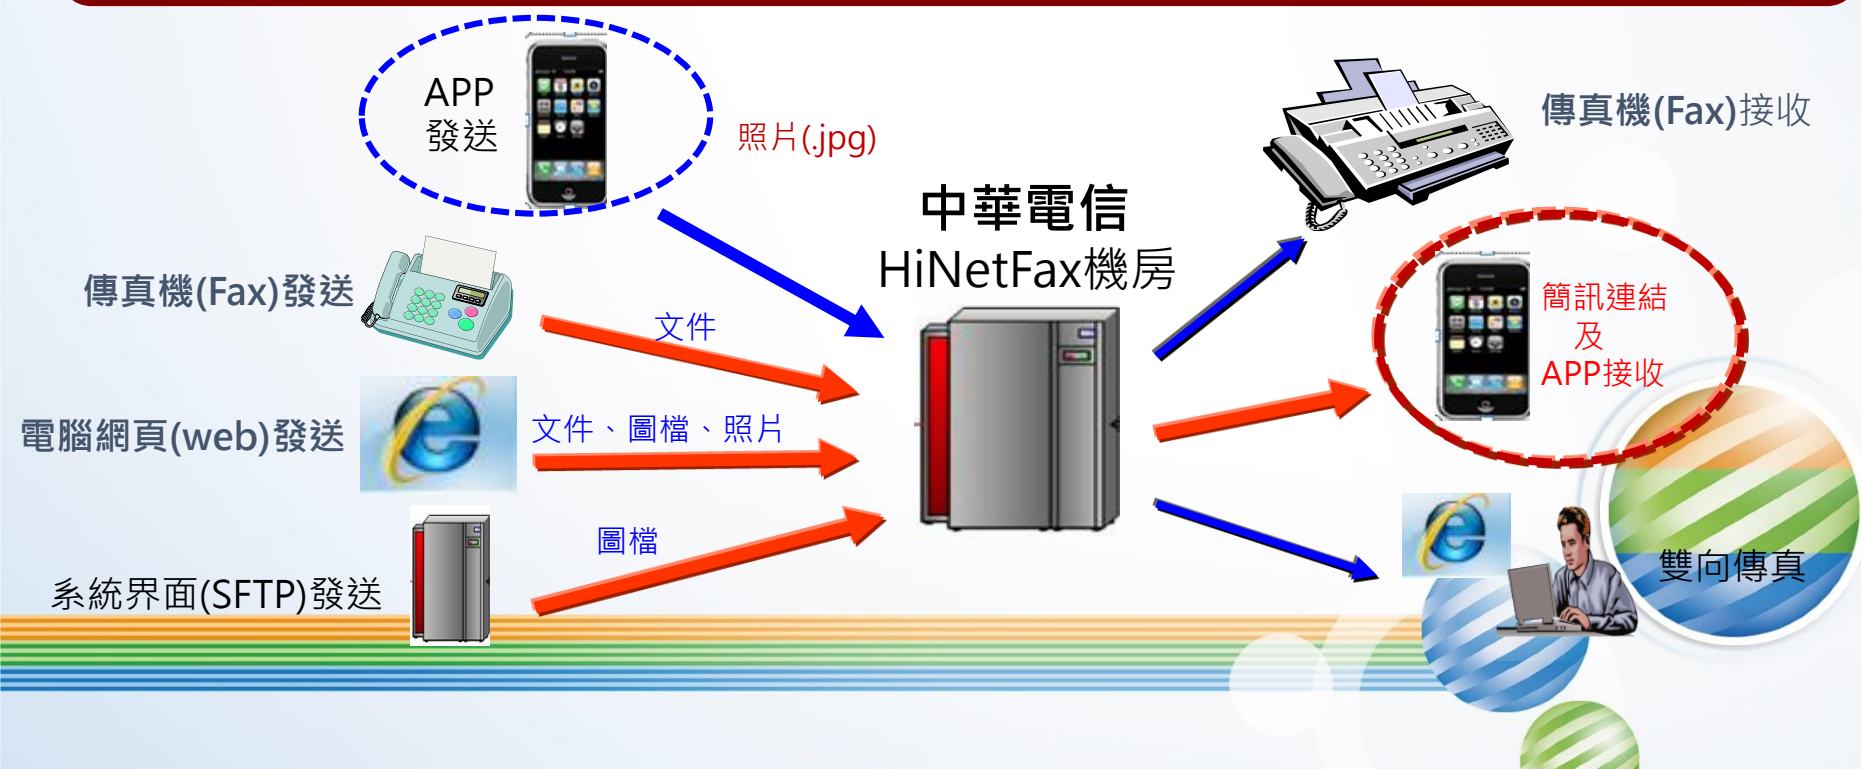 APP
發送
照片(.jpg)
傳真機(Fax)接收
中華電信
HiNetFax機房
傳真機(Fax)發送
文件
簡訊連結
及
APP接收
電腦網頁(web)發送
文件、圖檔、照片
圖檔
系統界面(SFTP)發送
雙向傳真